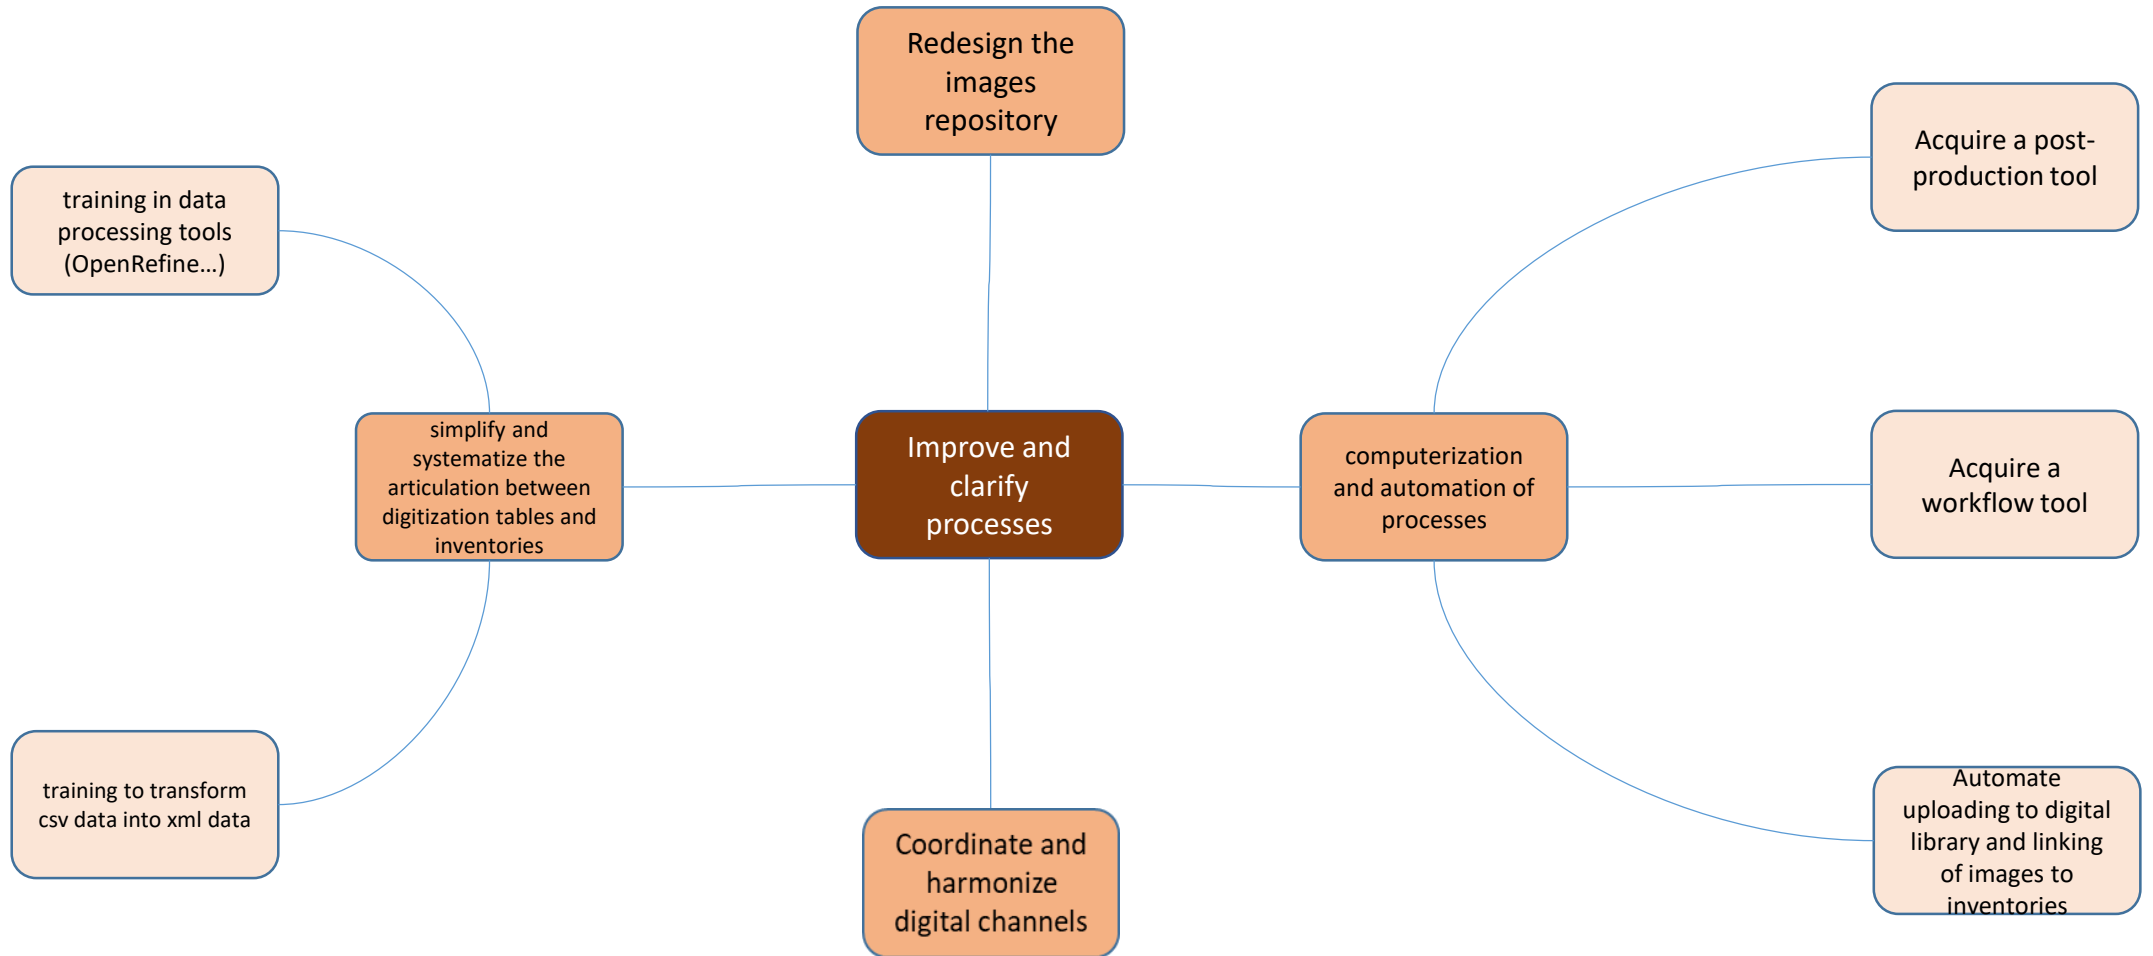 Redesign the
images
repository
Acquire a post-
production tool
training in data
processing tools
(OpenRefine...)
simplify and
systematize the
articulation between
digitization tables and
inventories
Improve and
clarify
processes
computerization
and automation of
processes
Acquire a
workflow tool
training to transform
csv data into xml data
Coordinate and
harmonize
digital channels
Automate
uploading to digital
library and linking
of images to
inventories